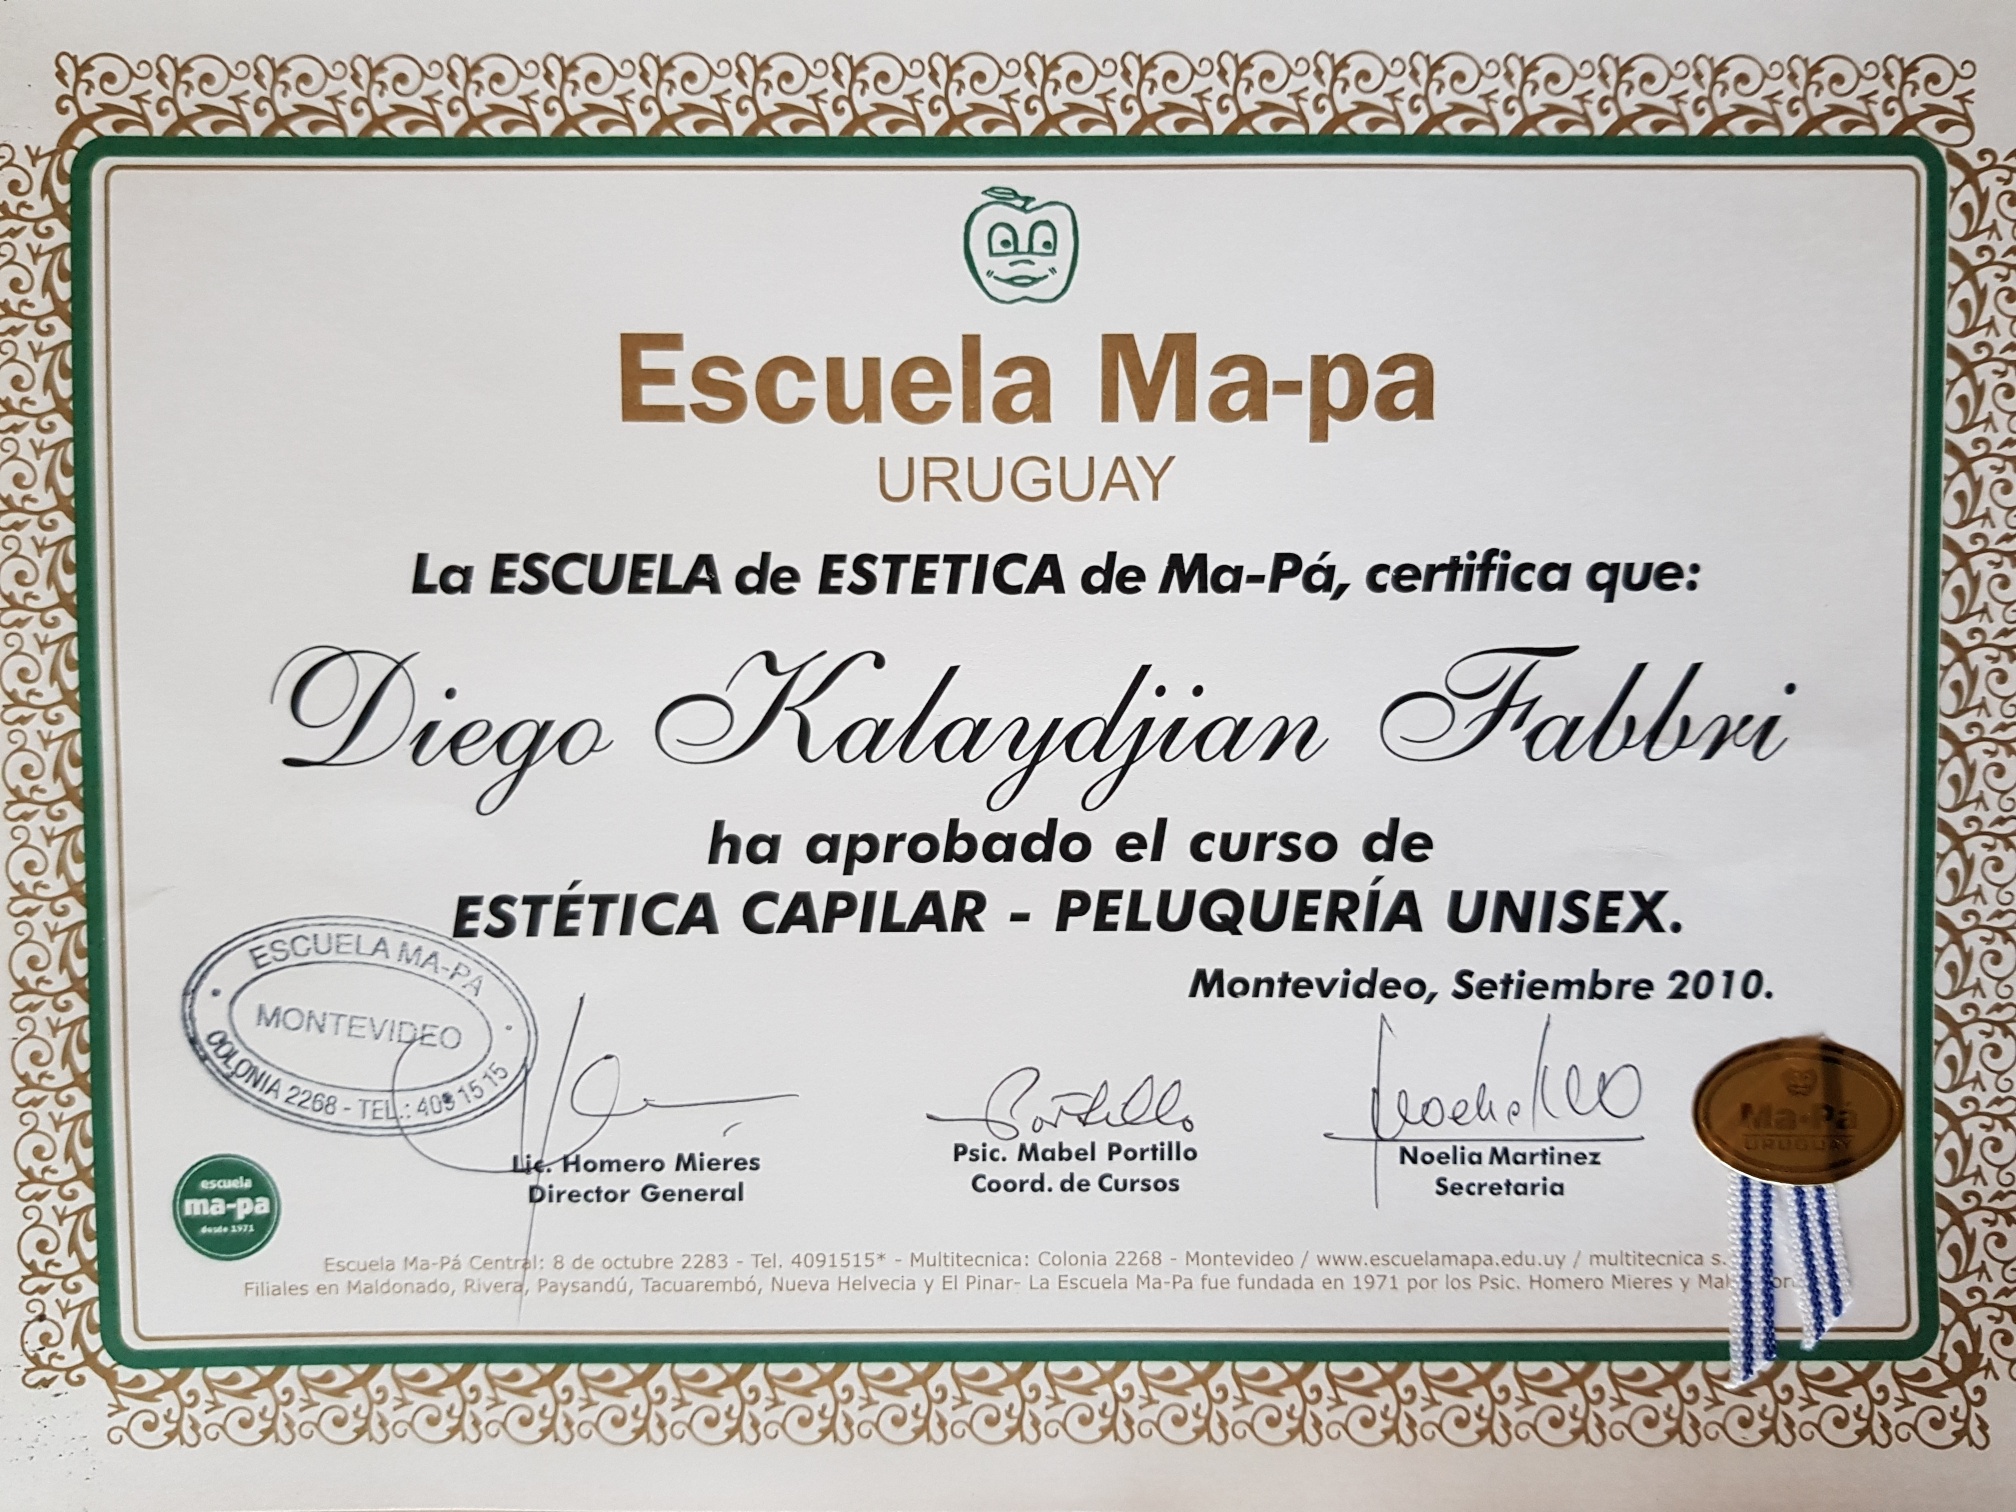 Escuela Ma-pa
URUGUAY
La ESCUELA de ESTETICA de Ma-Pá, certifica que:
Diego Kalaydjian Fabbri
ha aprobado el curso de
ESTÉTICA CAPILAR - PELUQUERÍA UNISEX.
Montevideo, Setiembre 2010.
ESCUELA MA-PA
MONTEVIDEO
COLONIA 2268 - TEL.: 409 15 15
Portillo
Lic. Homero Mieres
Director General
Psic. Mabel Portillo
Coord. de Cursos
Noelia Martinez
Secretaria
Ma-Pá
URUGUAY
escuela
ma-pa
desde 1971
Escuela Ma-Pá Central: 8 de octubre 2283 - Tel. 4091515* - Multitecnica: Colonia 2268 - Montevideo / www.escuelamapa.edu.uy / multitecnica s.
Filiales en Maldonado, Rivera, Paysandú, Tacuarembó, Nueva Helvecia y El Pinar- La Escuela Ma-Pa fue fundada en 1971 por los Psic. Homero Mieres y